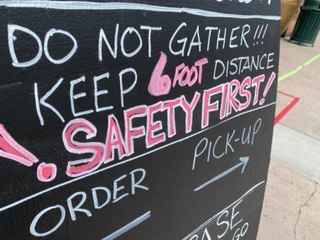 DO NOT GATHER!!!
KEEP 6 FOOT DISTANCE
! SAFETY FIRST!
ORDER
PICK-UP